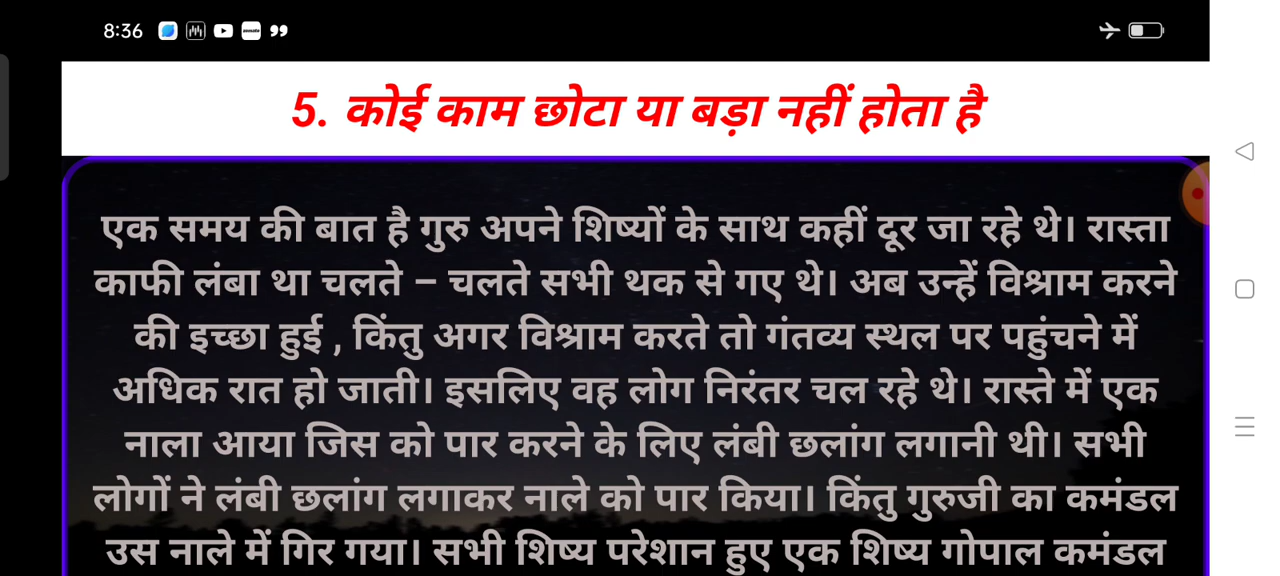 8:36
5. कोई काम छोटा या बड़ा नहीं होता है
एक समय की बात है गुरु अपने शिष्यों के साथ कहीं दूर जा रहे थे। रास्ता
काफी लंबा था चलते – चलते सभी थक से गए थे। अब उन्हें विश्राम करने
की इच्छा हुई , किंतु अगर विश्राम करते तो गंतव्य स्थल पर पहुंचने में
अधिक रात हो जाती। इसलिए वह लोग निरंतर चल रहे थे। रास्ते में एक
नाला आया जिस को पार करने के लिए लंबी छलांग लगानी थी। सभी
लोगों ने लंबी छलांग लगाकर नाले को पार किया। किंतु गुरुजी का कमंडल
उस नाले में गिर गया। सभी शिष्य परेशान हुए एक शिष्य गोपाल कमंडल